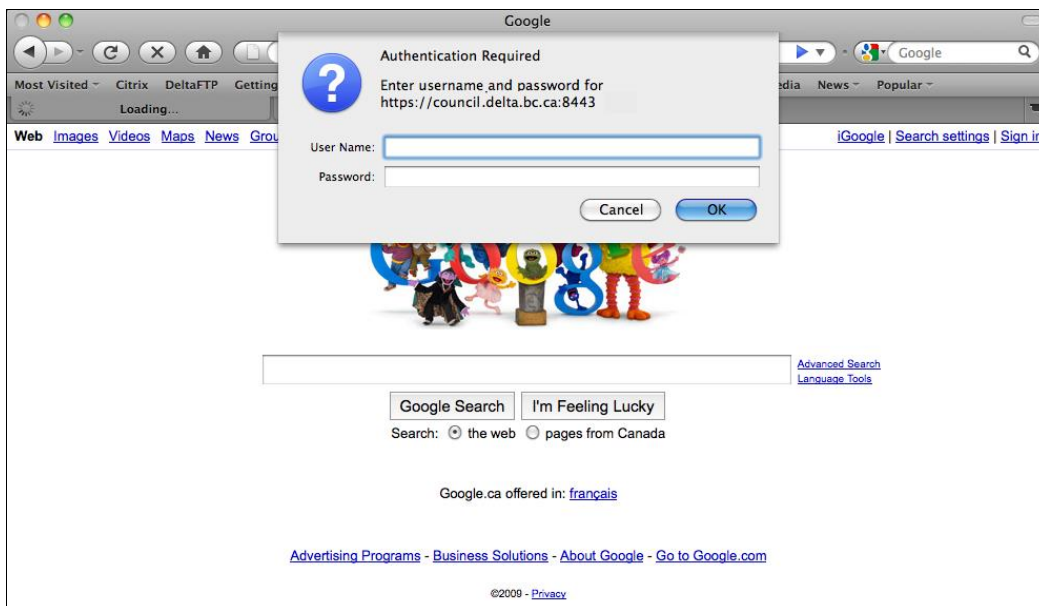 Google
Authentication Required
Enter username and password for
https://council.delta.bc.ca:8443
User Name:
Password:
Cancel OK
Google
Most Visited Citrix DeltaFTP Getting
News Popular
Loading...
Web Images Videos Maps News
iGoogle | Search settings | Sign in
Advanced Search
Language Tools
Google Search I'm Feeling Lucky
Search: the web pages from Canada
Google.ca offered in: français
Advertising Programs - Business Solutions - About Google - Go to Google.com
©2009 - Privacy